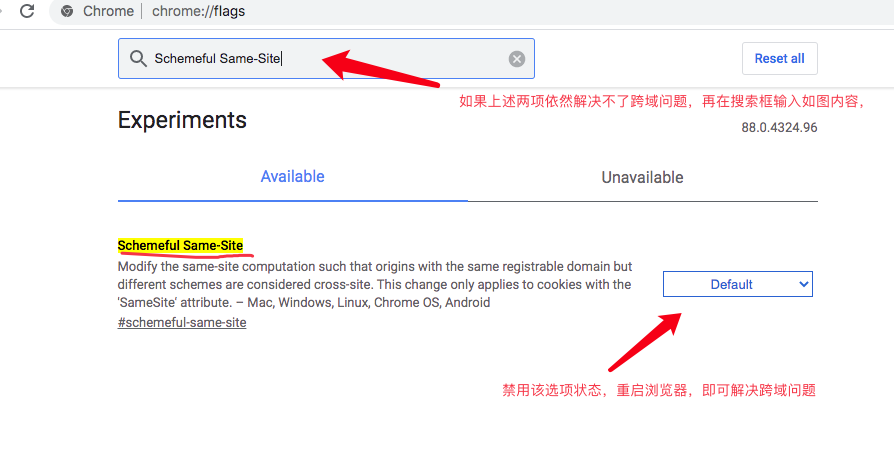 Chrome | chrome://flags
Schemeful Same-Site
Reset all
如果上述两项依然解决不了跨域问题，再在搜索框输入如图内容，
Experiments
88.0.4324.96
Available
Unavailable
Schemeful Same-Site
Modify the same-site computation such that origins with the same registrable domain but
different schemes are considered cross-site. This change only applies to cookies with the
'SameSite' attribute. – Mac, Windows, Linux, Chrome OS, Android
Default
#schemeful-same-site
禁用该选项状态，重启浏览器，即可解决跨域问题